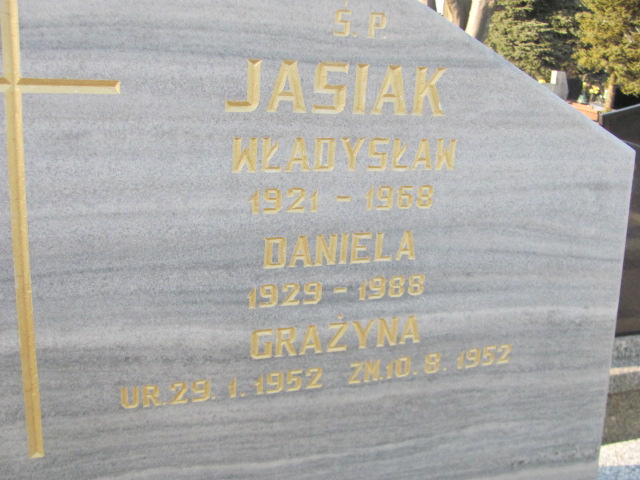 Ś. P.
JASIAK
WŁADYSŁAW
1921 - 1968
DANIELA
1929 - 1988
GRAŻYNA
UR. 29. 1. 1952 ZM. 10. 8. 1952